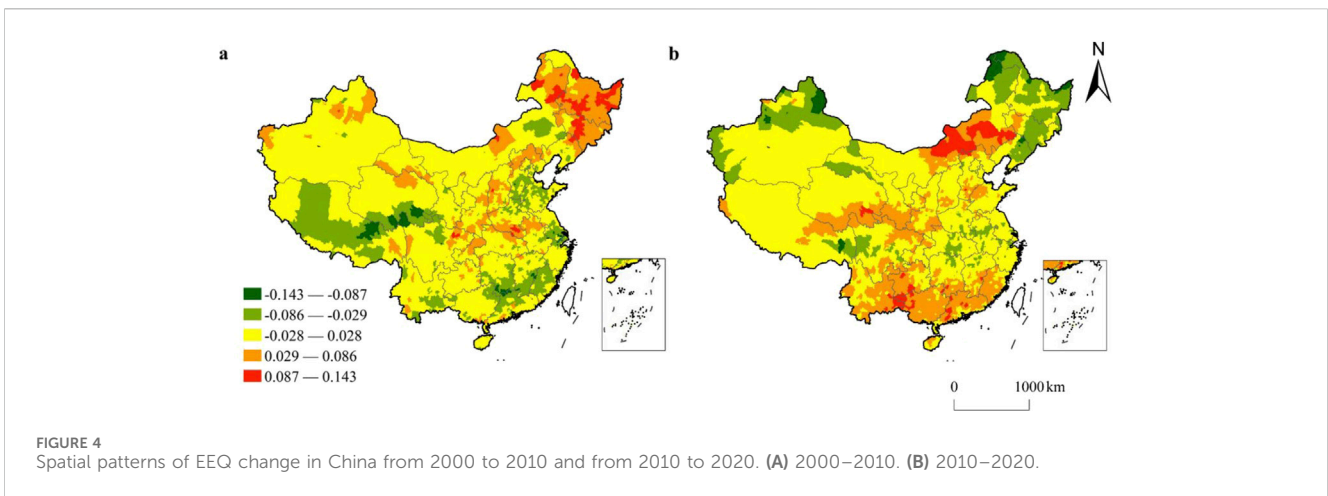 a
b
N
-0.143 — -0.087
-0.086 — -0.029
-0.028 — 0.028
0.029 — 0.086
0.087 — 0.143
0 1000 km
FIGURE 4
Spatial patterns of EEQ change in China from 2000 to 2010 and from 2010 to 2020. (A) 2000–2010. (B) 2010–2020.